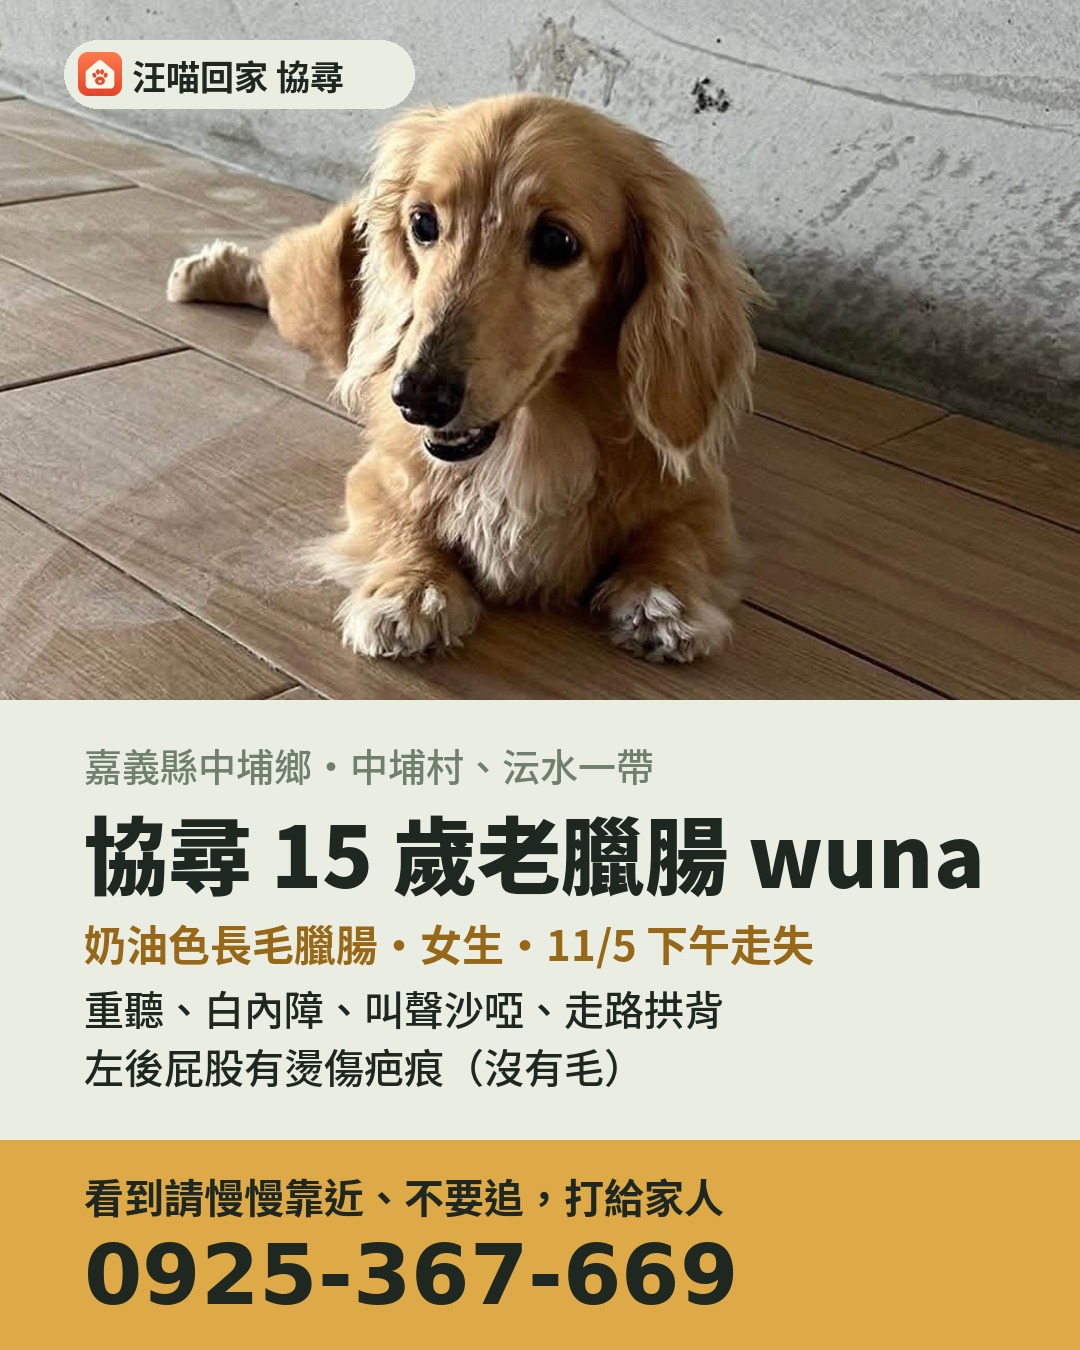 汪喵回家 協尋
嘉義縣中埔鄉・中埔村、沄水一帶
協尋 15 歲老臘腸 wuna
奶油色長毛臘腸・女生・11/5 下午走失
重聽、白內障、叫聲沙啞、走路拱背
左後屁股有燙傷疤痕（沒有毛）
看到請慢慢靠近、不要追，打給家人
0925-367-669